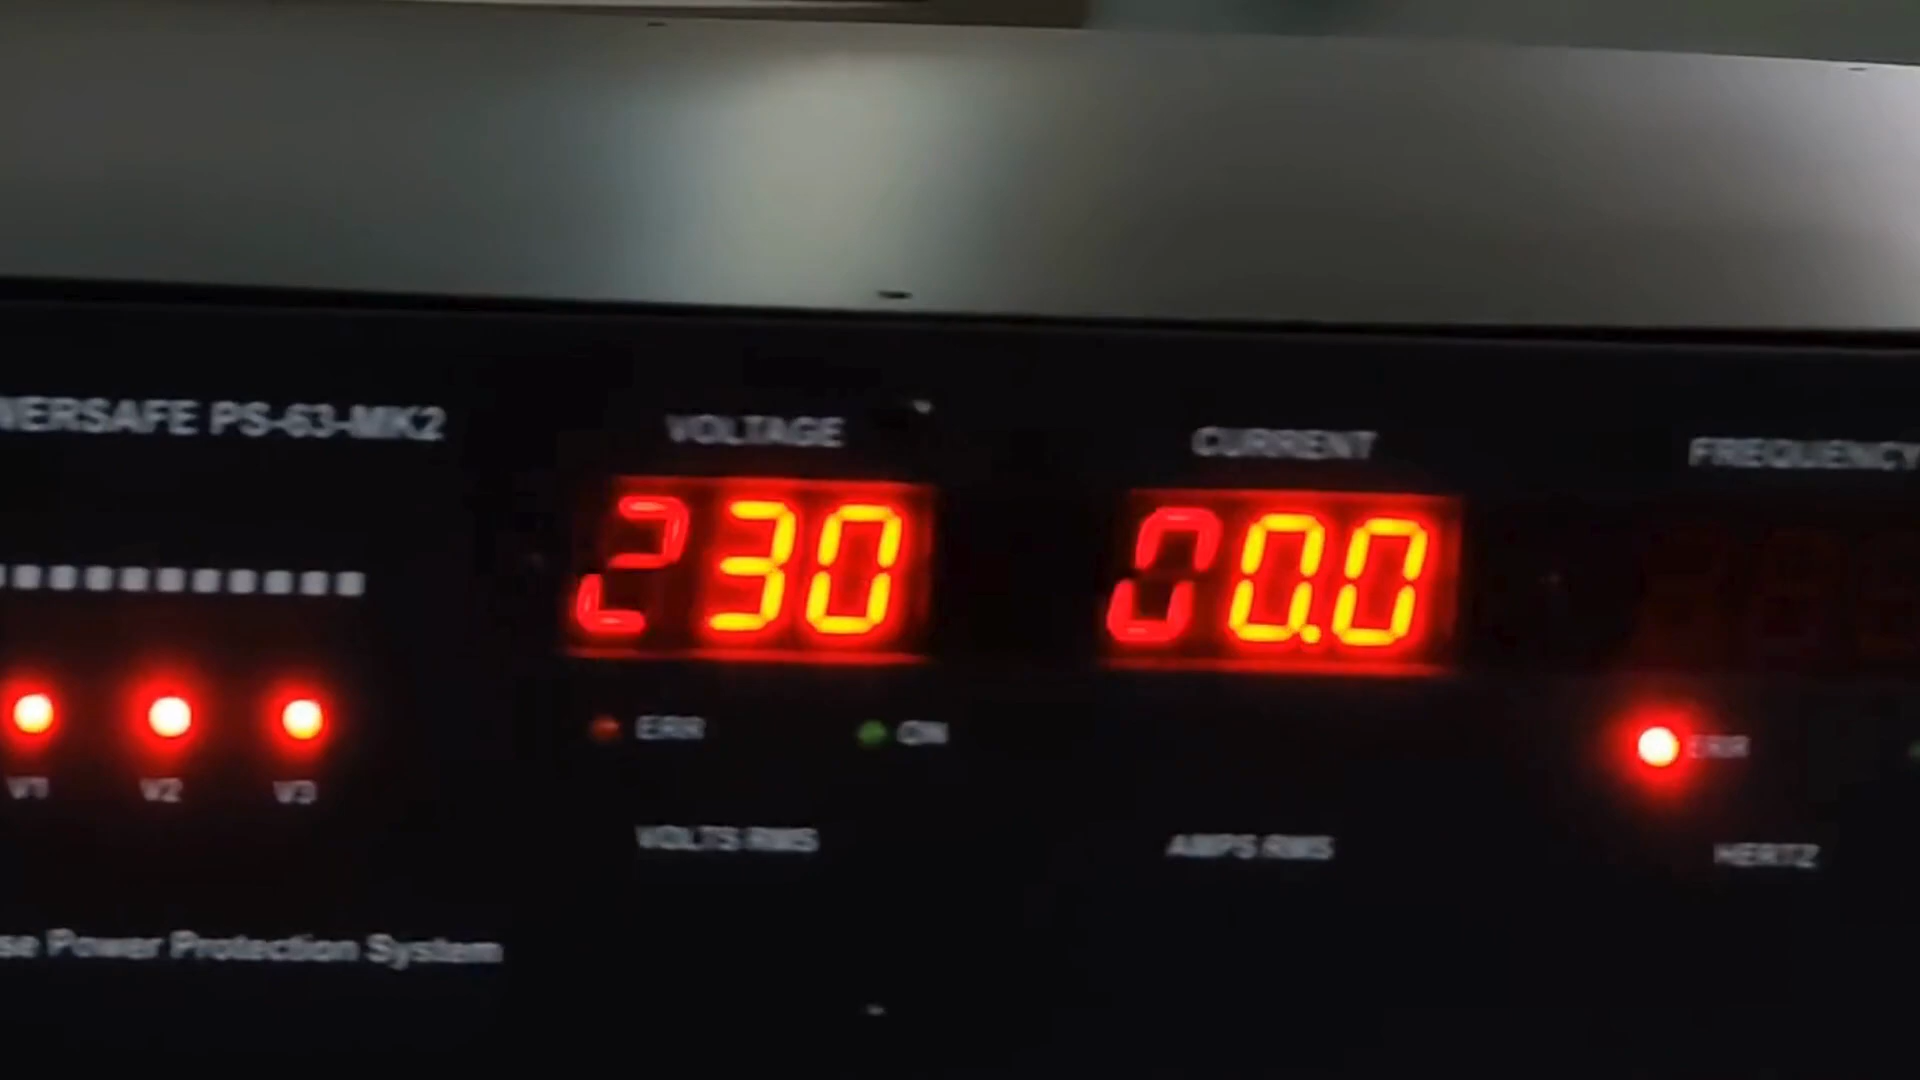 WERSAFE PS-63-MK2
VOLTAGE
CURRENT
FREQUENCY
230
00.0
ERR
ON
ERR
V1
V2
V3
VOLTS RMS
AMPS RMS
HERTZ
se Power Protection System